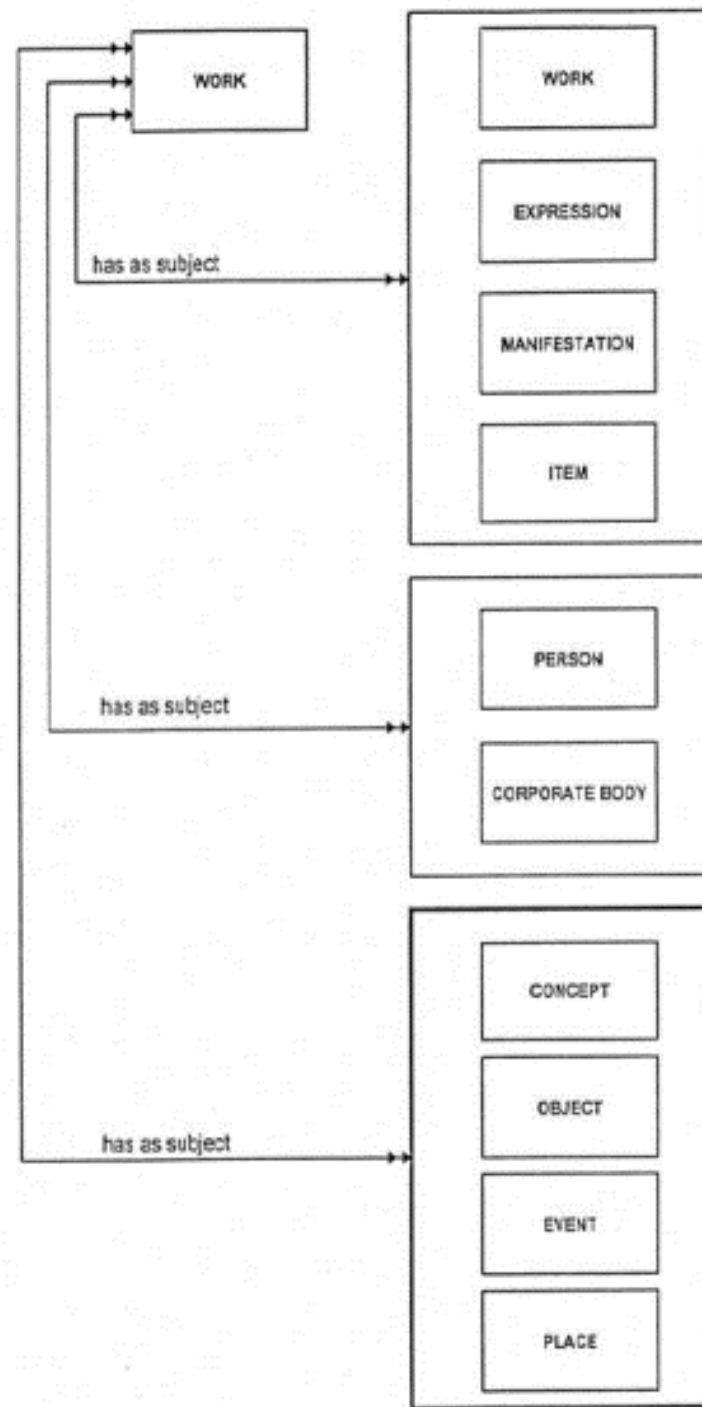 WORK
WORK
EXPRESSION
has as subject
MANIFESTATION
ITEM
PERSON
has as subject
CORPORATE BODY
CONCEPT
OBJECT
has as subject
EVENT
PLACE